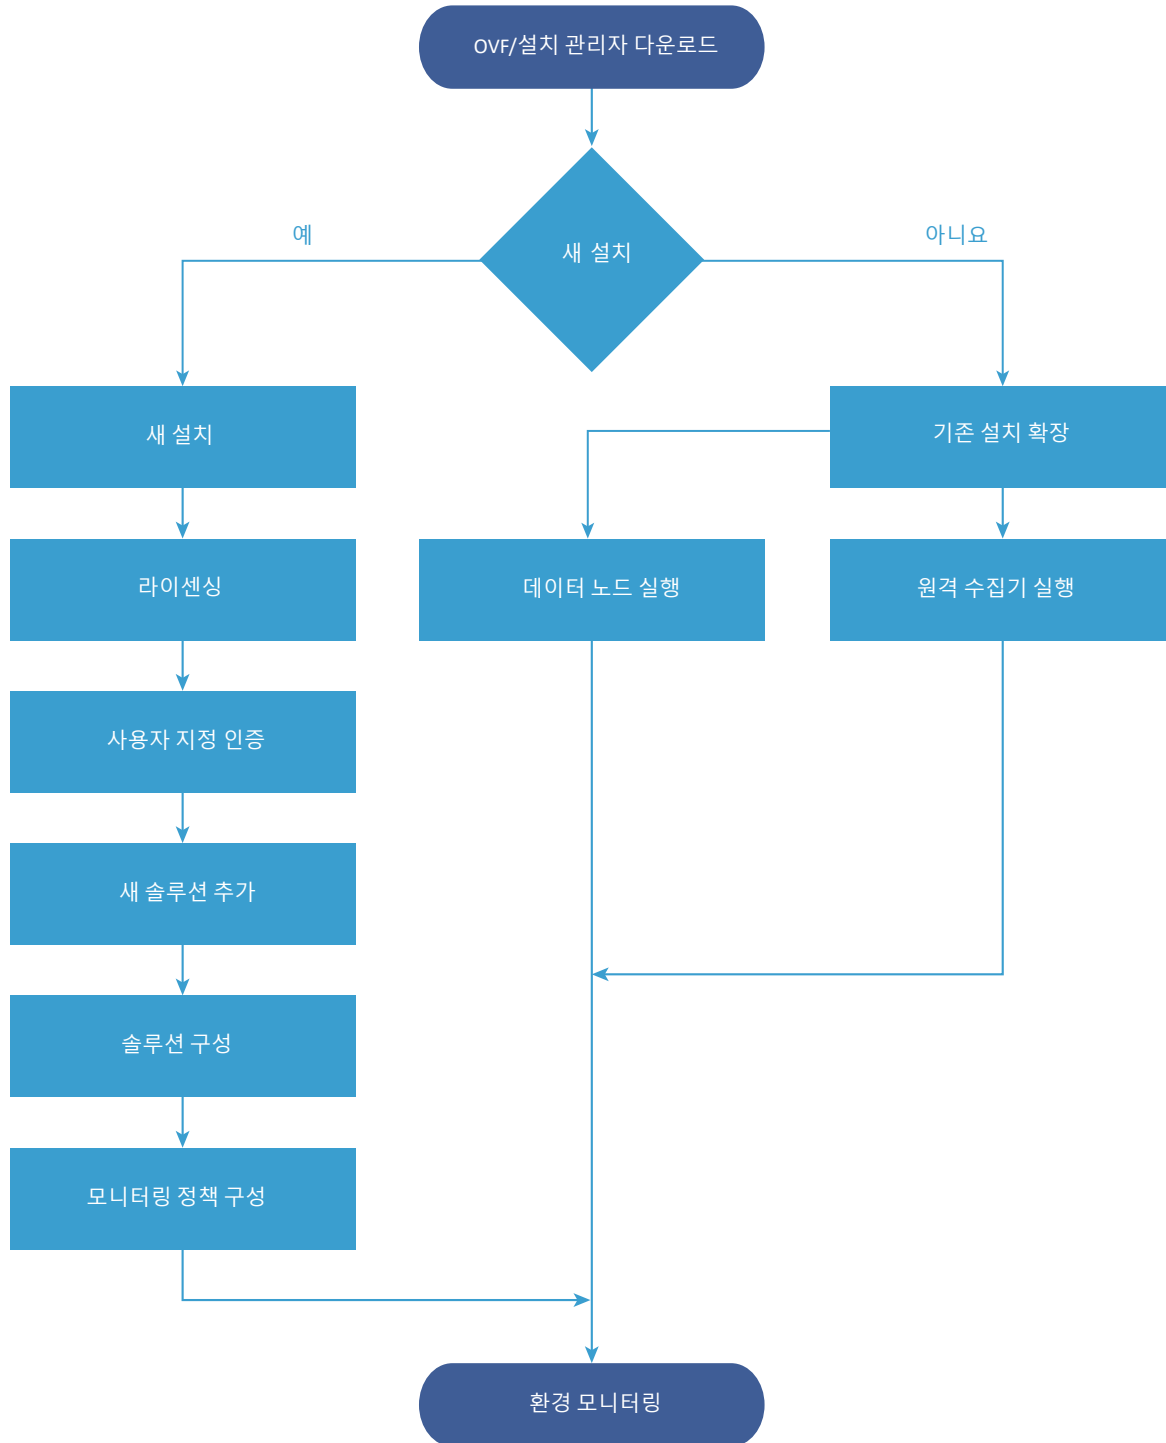 OVF/설치 관리자 다운로드
새 설치
예
아니요
새 설치
기존 설치 확장
라이센싱
데이터 노드 실행
원격 수집기 실행
사용자 지정 인증
새 솔루션 추가
솔루션 구성
모니터링 정책 구성
환경 모니터링